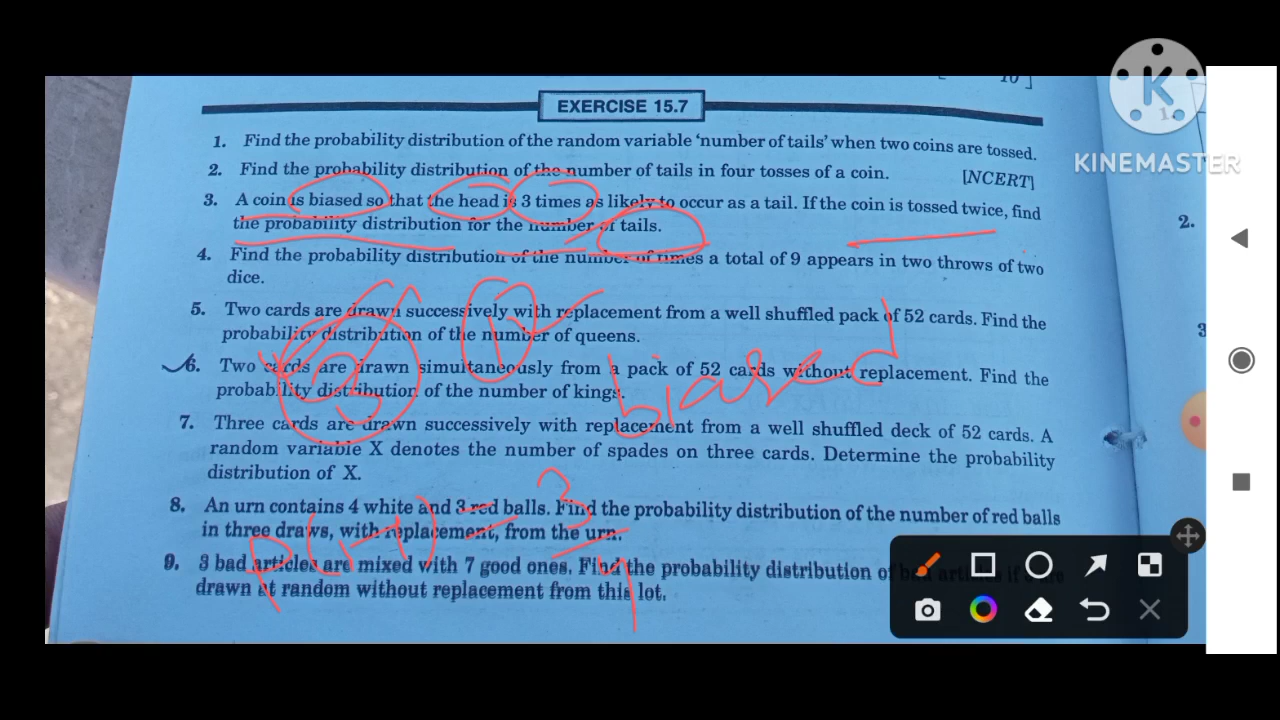 10 ]
EXERCISE 15.7
1. Find the probability distribution of the random variable ‘number of tails’ when two coins are tossed.
2. Find the probability distribution of the number of tails in four tosses of a coin. [NCERT]
3. A coin is biased so that the head is 3 times as likely to occur as a tail. If the coin is tossed twice, find
the probability distribution for the number of tails.
4. Find the probability distribution of the number of times a total of 9 appears in two throws of two
dice.
5. Two cards are drawn successively with replacement from a well shuffled pack of 52 cards. Find the
probability distribution of the number of queens.
6. Two cards are drawn simultaneously from a pack of 52 cards without replacement. Find the
probability distribution of the number of kings.
7. Three cards are drawn successively with replacement from a well shuffled deck of 52 cards. A
random variable X denotes the number of spades on three cards. Determine the probability
distribution of X.
8. An urn contains 4 white and 3 red balls. Find the probability distribution of the number of red balls
in three draws, with replacement, from the urn.
9. 3 bad articles are mixed with 7 good ones. Find the probability distribution of
drawn at random without replacement from this lot.
biased
P(H) = 3/4
K
KINEMASTER
1.
2.
3